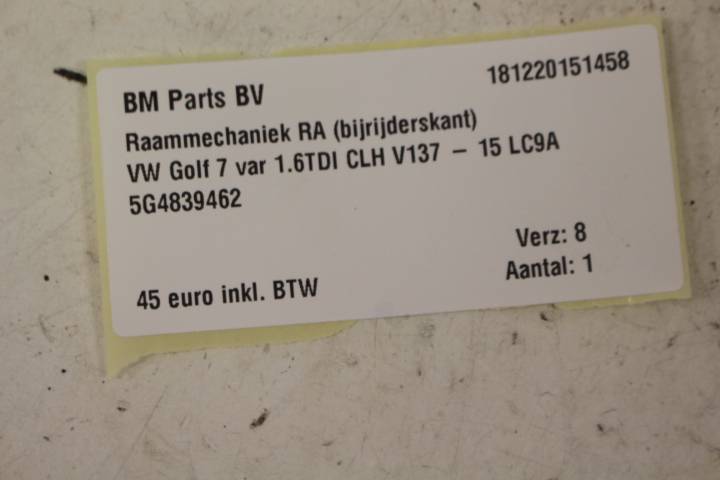 BM Parts BV
181220151458
Raammechaniek RA (bijrijderskant)
VW Golf 7 var 1.6TDI CLH V137 – 15 LC9A
5G4839462
Verz: 8
45 euro inkl. BTW
Aantal: 1